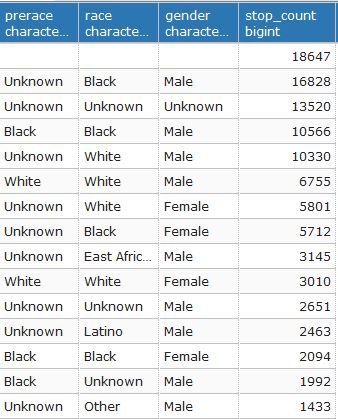 prerace race gender stop_count
characte... characte... characte... bigint
18647
Unknown Black Male 16828
Unknown Unknown Unknown 13520
Black Black Male 10566
Unknown White Male 10330
White White Male 6755
Unknown White Female 5801
Unknown Black Female 5712
Unknown East Afric... Male 3145
White White Female 3010
Unknown Unknown Male 2651
Unknown Latino Male 2463
Black Black Female 2094
Black Unknown Male 1992
Unknown Other Male 1433